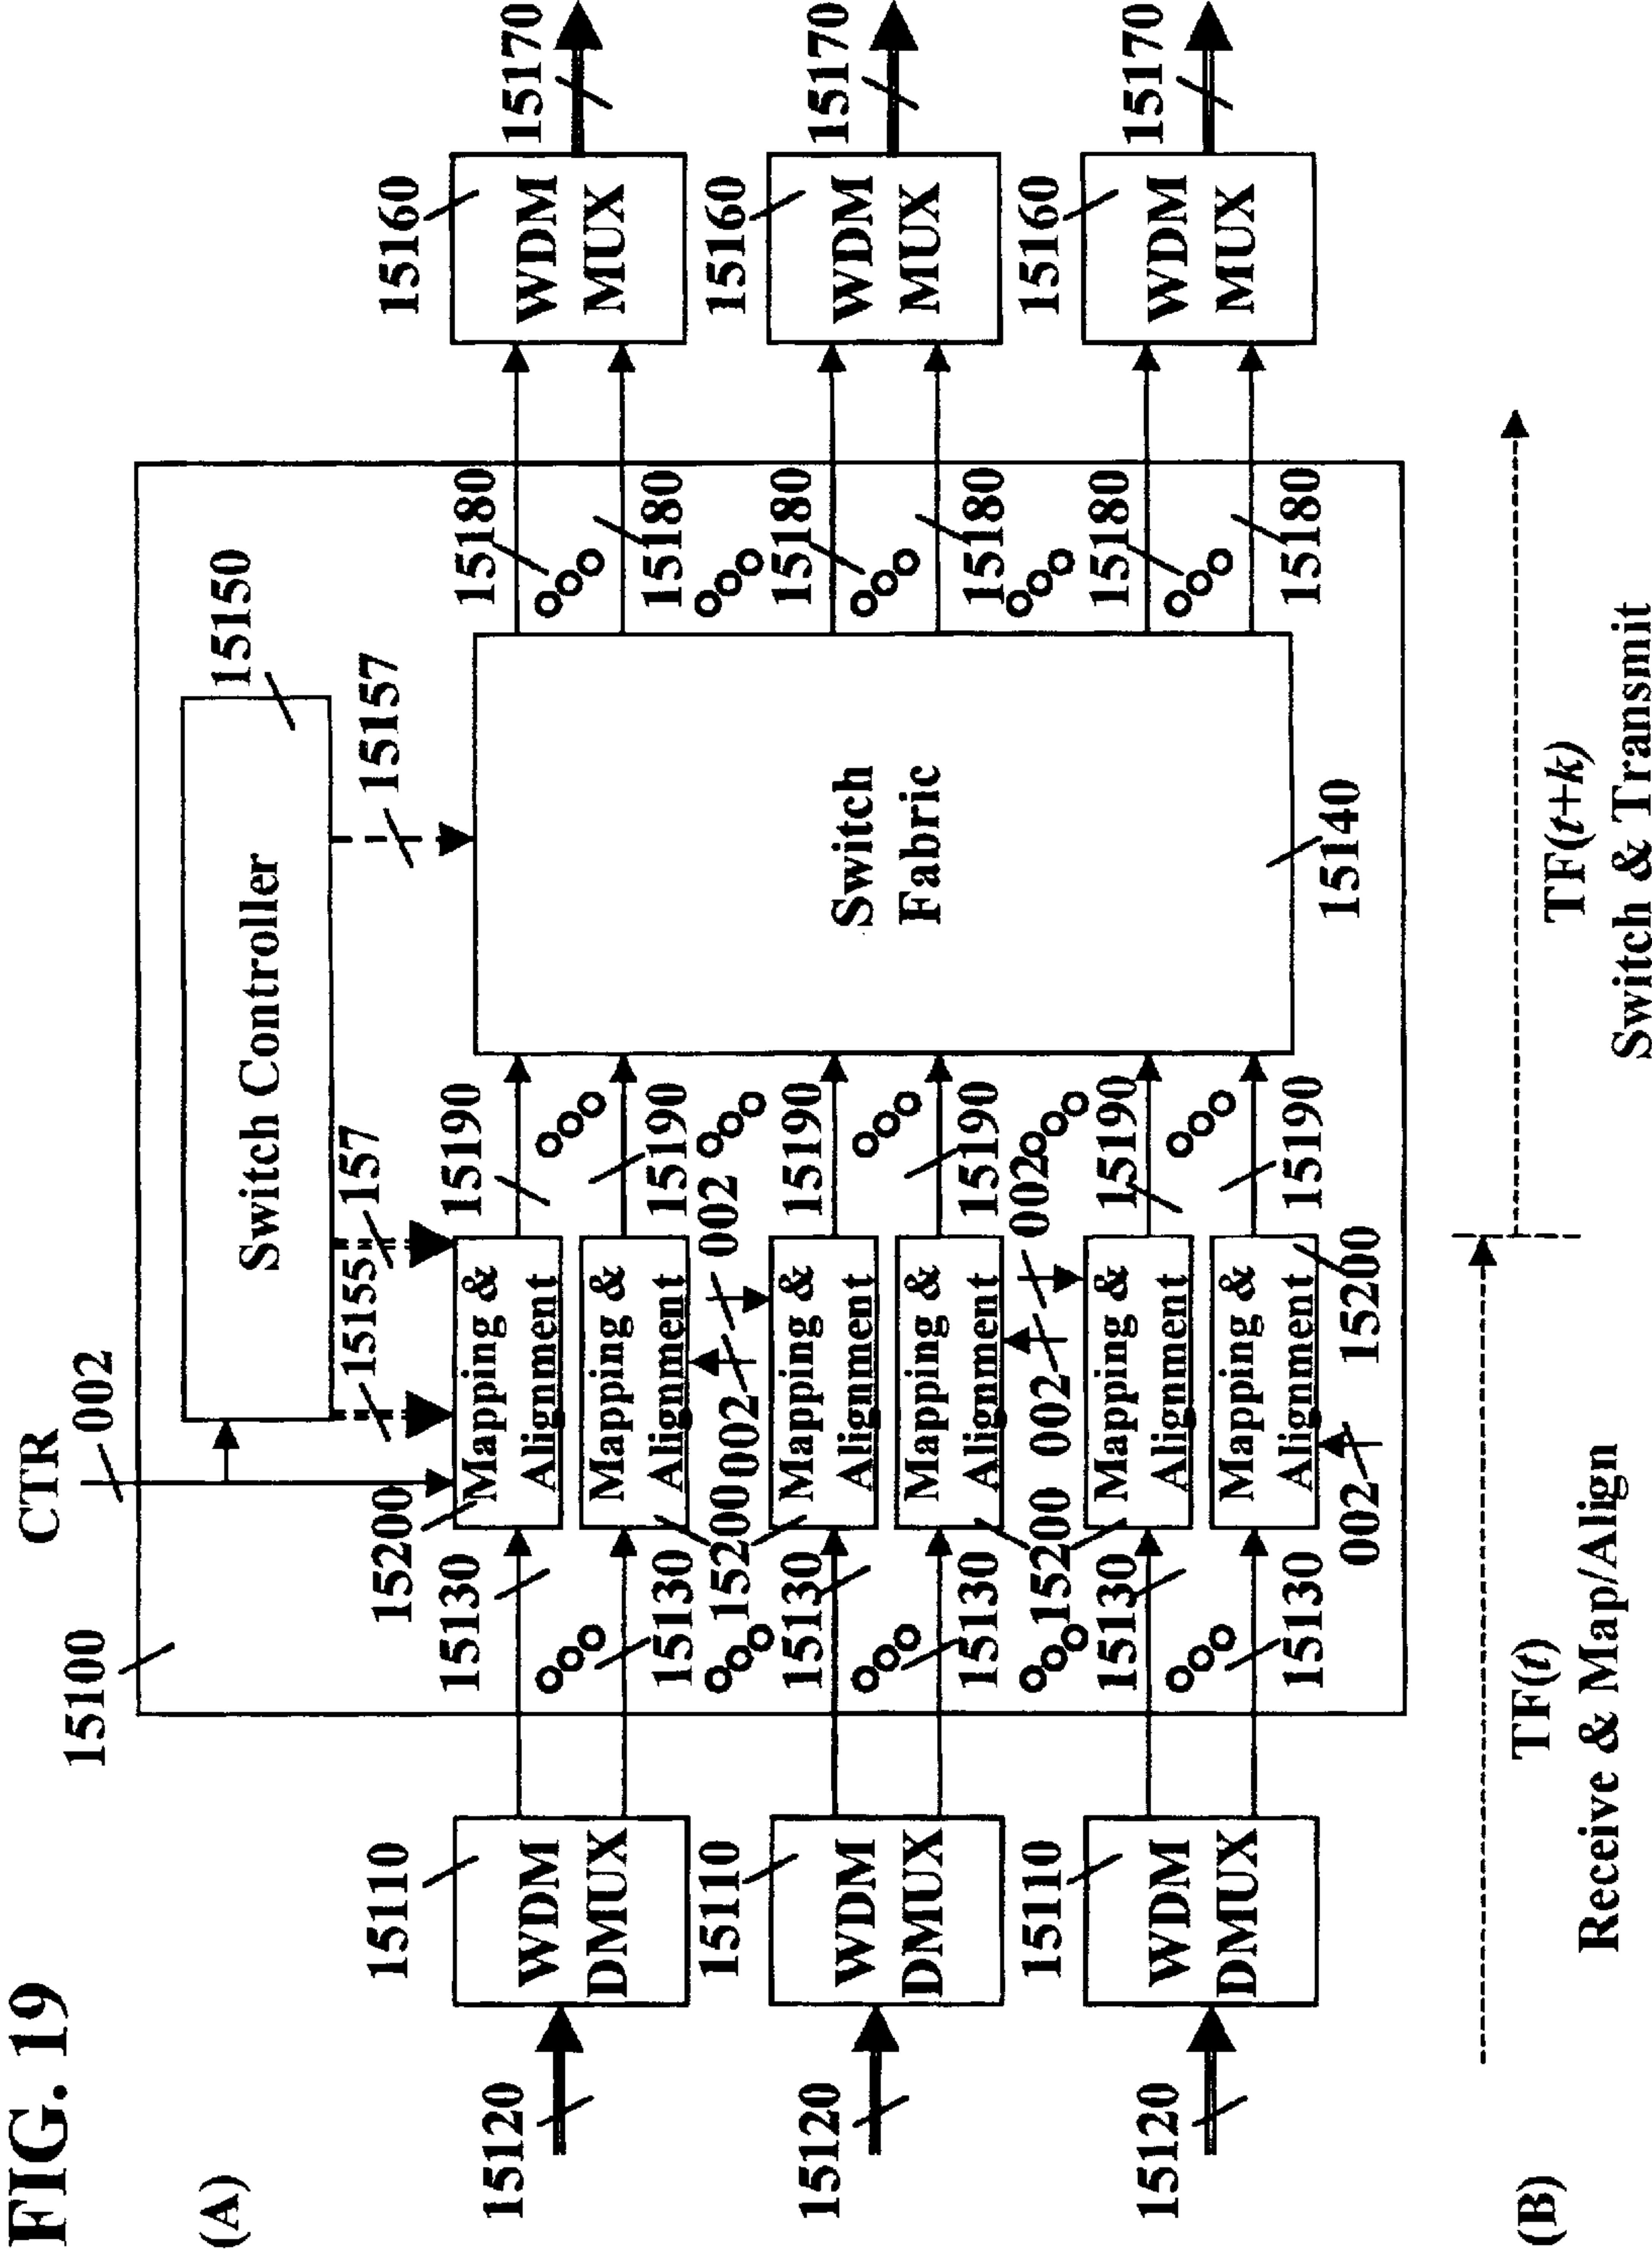 FIG. 19
(A)
CTR
002
15100
Switch Controller
15150
15155
157
15157
15120
15110
WDM
DMUX
15130
15130
15200
Mapping &
Alignment
Mapping &
Alignment
15190
15190
15180
15180
15160
WDM
MUX
15170
002
002
15200
15120
15110
WDM
DMUX
15130
15130
Mapping &
Alignment
Mapping &
Alignment
15190
15190
Switch
Fabric
15180
15180
15160
WDM
MUX
15170
002
002
15200
15120
15110
WDM
DMUX
15130
15130
Mapping &
Alignment
Mapping &
Alignment
15190
15190
15180
15180
15160
WDM
MUX
15170
002
15200
15140
(B)
TF(t)
Receive & Map/Align
TF(t+k)
Switch & Transmit